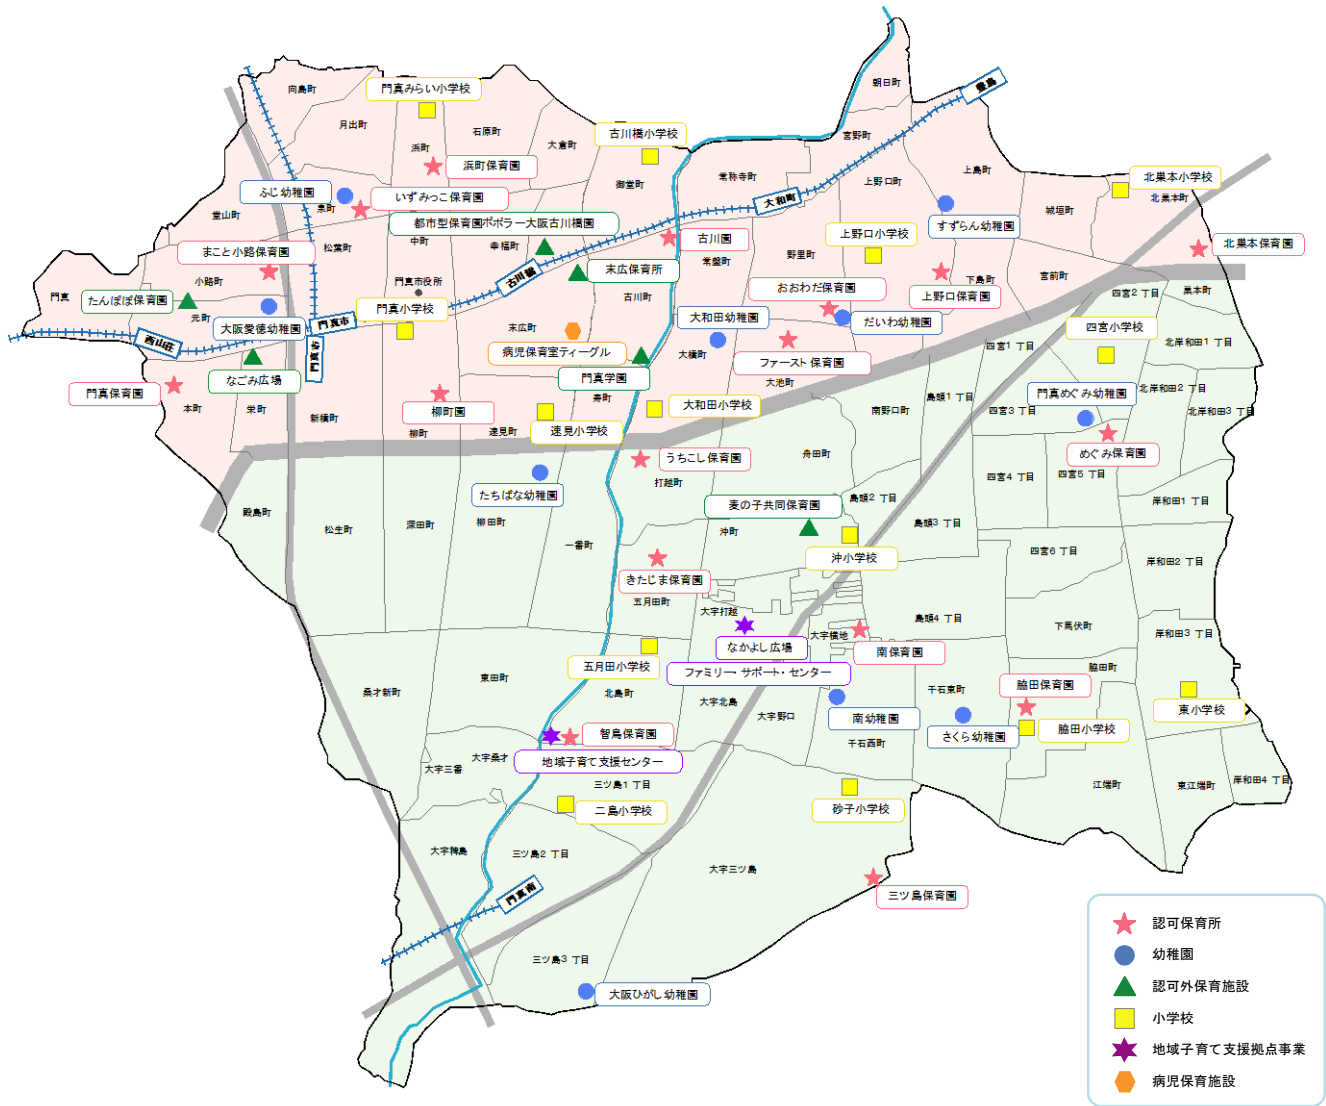 朝日町
豊島
向島町
門真みらい小学校
月出町
石原町
浜町
大倉町
古川橋小学校
宮野町
浜町保育園
御堂町
常称寺町
上野口町
上島町
北巣本小学校
北巣本町
ふじ幼稚園
いずみっこ保育園
泉町
堂山町
大和町
城垣町
都市型保育園ポポラー大阪古川橋園
すずらん幼稚園
上野口小学校
松葉町
中町
幸福町
古川園
北巣本保育園
まこと小路保育園
野里町
常盤町
末広保育所
小路町
門真市役所
古川橋
下島町
宮前町
おおわだ保育園
上野口保育園
門真
たんぽぽ保育園
古川町
四宮2 丁目
巣本町
門真小学校
元町
大阪愛徳幼稚園
門真市
末広町
大和田幼稚園
だいわ幼稚園
四宮小学校
西山荘
門真市
病児保育室ティーグル
大橋町
四宮1 丁目
北岸和田1 丁目
ファースト保育園
なごみ広場
門真学園
大池町
門真保育園
門真めぐみ幼稚園
北岸和田2 丁目
本町
栄町
新橋町
柳町園
寿町
大和田小学校
南野口町
島頭1 丁目
四宮3 丁目
北岸和田3 丁目
柳町
速見町
速見小学校
うちこし保育園
舟田町
めぐみ保育園
打越町
四宮4 丁目
四宮5 丁目
たちばな幼稚園
麦の子共同保育園
島頭2 丁目
岸和田1 丁目
殿島町
松生町
深田町
柳田町
沖町
島頭3 丁目
一番町
沖小学校
四宮6 丁目
岸和田2 丁目
きたじま保育園
五月田町
大字打越
島頭4 丁目
下馬伏町
岸和田3 丁目
大字横地
なかよし広場
南保育園
五月田小学校
ファミリー・サポート・センター
脇田町
東田町
桑才新町
北島町
脇田保育園
千石東町
大字北島
大字野口
南幼稚園
東小学校
智鳥保育園
さくら幼稚園
脇田小学校
千石西町
大字桑才
地域子育て支援センター
大字三番
三ツ島1 丁目
江端町
東江端町
岸和田4 丁目
二島小学校
砂子小学校
大字稗島
三ツ島2 丁目
大字三ツ島
門真南
三ツ島保育園
三ツ島3 丁目
大阪ひがし幼稚園
認可保育所
幼稚園
認可外保育施設
小学校
地域子育て支援拠点事業
病児保育施設